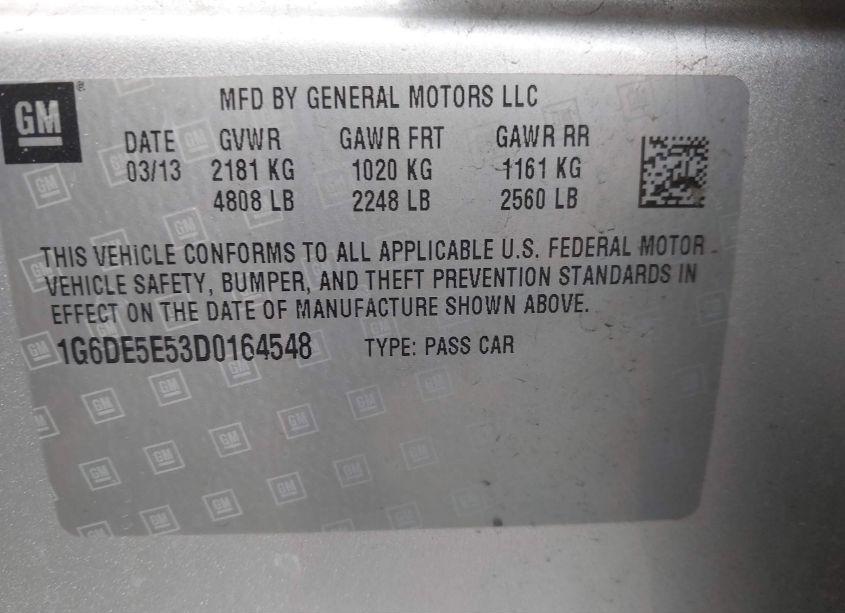 GM
MFD BY GENERAL MOTORS LLC
DATE GVWR GAWR FRT GAWR RR
03/13 2181 KG 1020 KG 1161 KG
4808 LB 2248 LB 2560 LB
THIS VEHICLE CONFORMS TO ALL APPLICABLE U.S. FEDERAL MOTOR
VEHICLE SAFETY, BUMPER, AND THEFT PREVENTION STANDARDS IN
EFFECT ON THE DATE OF MANUFACTURE SHOWN ABOVE.
1G6DE5E53D0164548 TYPE: PASS CAR